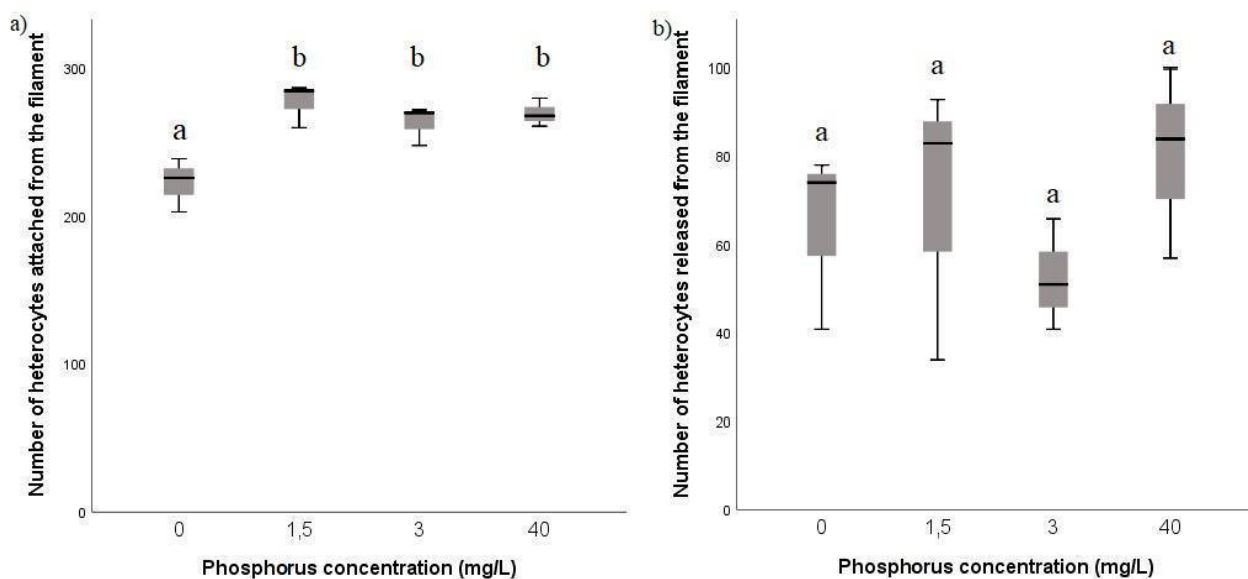 a)
Number of heterocytes attached from the filament
300
200
100
0
a
b
b
b
0
1,5
3
40
Phosphorus concentration (mg/L)
b)
Number of heterocytes released from the filament
100
80
60
40
20
0
a
a
a
a
0
1,5
3
40
Phosphorus concentration (mg/L)